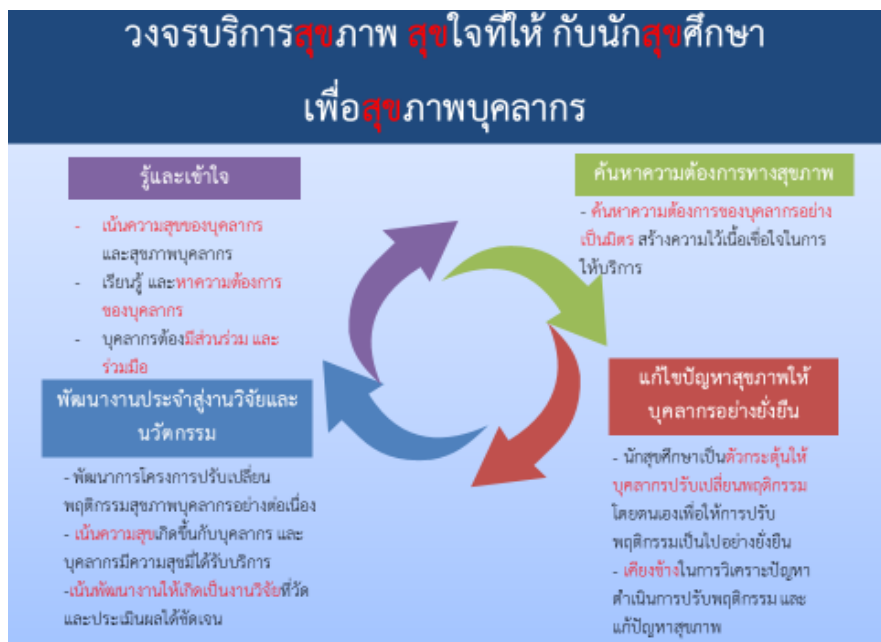 วงจรบริการสุขภาพ สุขใจที่ให้ กับนักสุขศึกษา
เพื่อสุขภาพบุคลากร
รู้และเข้าใจ
- เน้นความสุขของบุคลากร
และสุขภาพบุคลากร
- เรียนรู้ และหาความต้องการ
ของบุคลากร
- บุคลากรต้องมีส่วนร่วม และ
ร่วมมือ
ค้นหาความต้องการทางสุขภาพ
- ค้นหาความต้องการของบุคลากรอย่าง
เป็นมิตร สร้างความไว้เนื้อเชื่อใจในการ
ให้บริการ
แก้ไขปัญหาสุขภาพให้
บุคลากรอย่างยั่งยืน
- นักสุขศึกษาเป็นตัวกระตุ้นให้
บุคลากรปรับเปลี่ยนพฤติกรรม
โดยตนเองเพื่อให้การปรับ
พฤติกรรมเป็นไปอย่างยั่งยืน
- เคียงข้างในการวิเคราะปัญหา
ดำเนินการปรับพฤติกรรม และ
แก้ปัญหาสุขภาพ
พัฒนางานประจำสู่งานวิจัยและ
นวัตกรรม
- พัฒนาการโครงการปรับเปลี่ยน
พฤติกรรมสุขภาพบุคลากรอย่างต่อเนื่อง
- เน้นความสุขเกิดขึ้นกับบุคลากร และ
บุคลากรมีความสุขมื่ได้รับบริการ
-เน้นพัฒนางานให้เกิดเป็นงานวิจัยที่วัด
และประเมินผลได้ชัดเจน